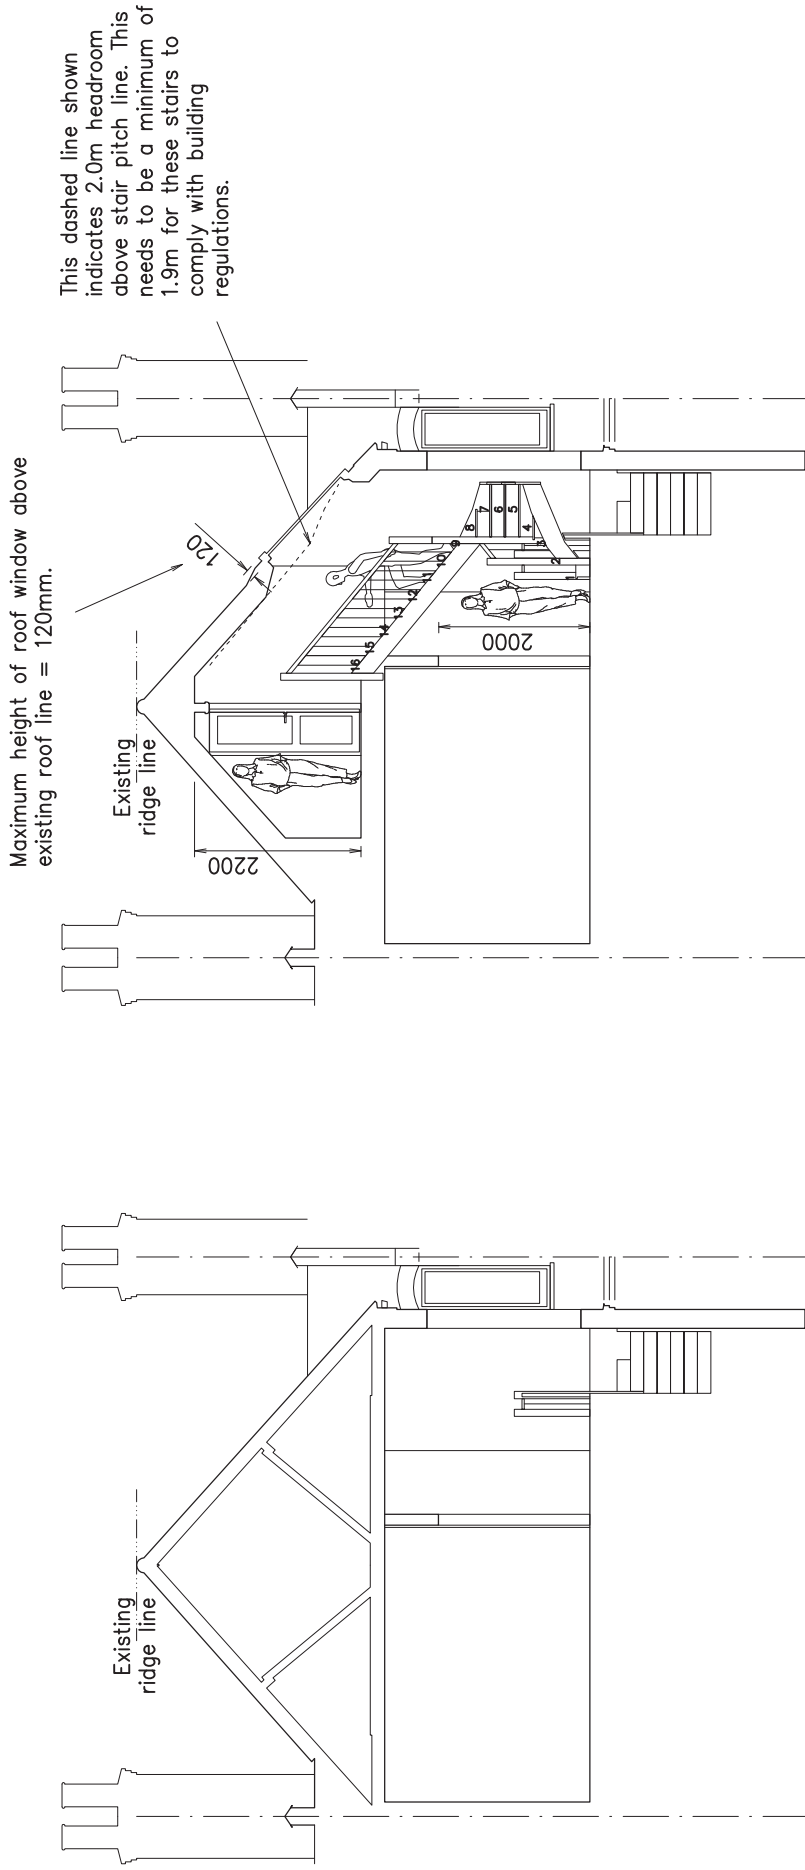 Maximum height of roof window above
existing roof line = 120mm.
This dashed line shown
indicates 2.0m headroom
above stair pitch line. This
needs to be a minimum of
1.9m for these stairs to
comply with building
regulations.
Existing
ridge line
Existing
ridge line
120
2200
2000
1
2
3
4
5
6
7
8
9
10
11
12
13
14
15
16